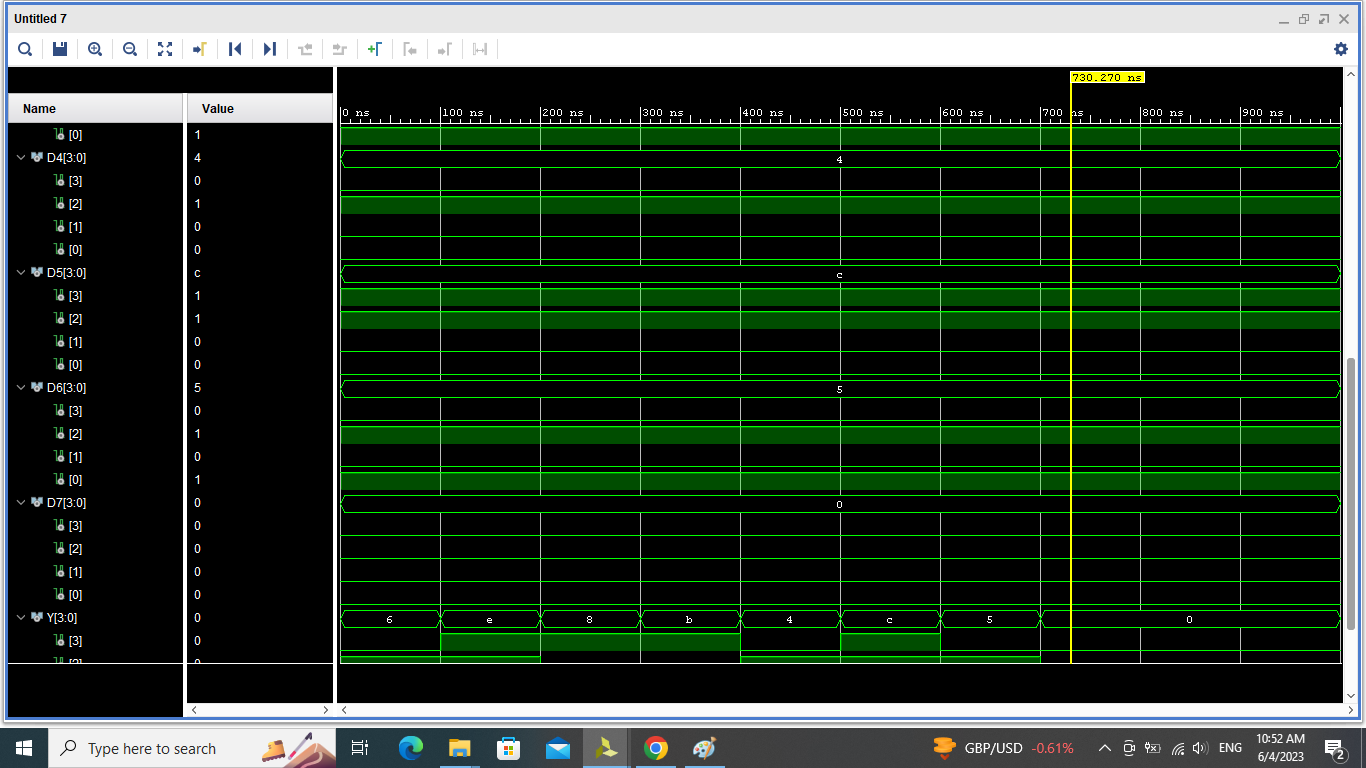 Untitled 7
730.270 ns
Name Value
0 ns 100 ns 200 ns 300 ns 400 ns 500 ns 600 ns 700 ns 800 ns 900 ns
[0] 1
D4[3:0] 4 4
[3] 0
[2] 1
[1] 0
[0] 0
D5[3:0] c c
[3] 1
[2] 1
[1] 0
[0] 0
D6[3:0] 5 5
[3] 0
[2] 1
[1] 0
[0] 1
D7[3:0] 0 0
[3] 0
[2] 0
[1] 0
[0] 0
Y[3:0] 0 6 e 8 b 4 c 5 0
[3] 0
Type here to search
GBP/USD -0.61%
ENG
10:52 AM
6/4/2023
2